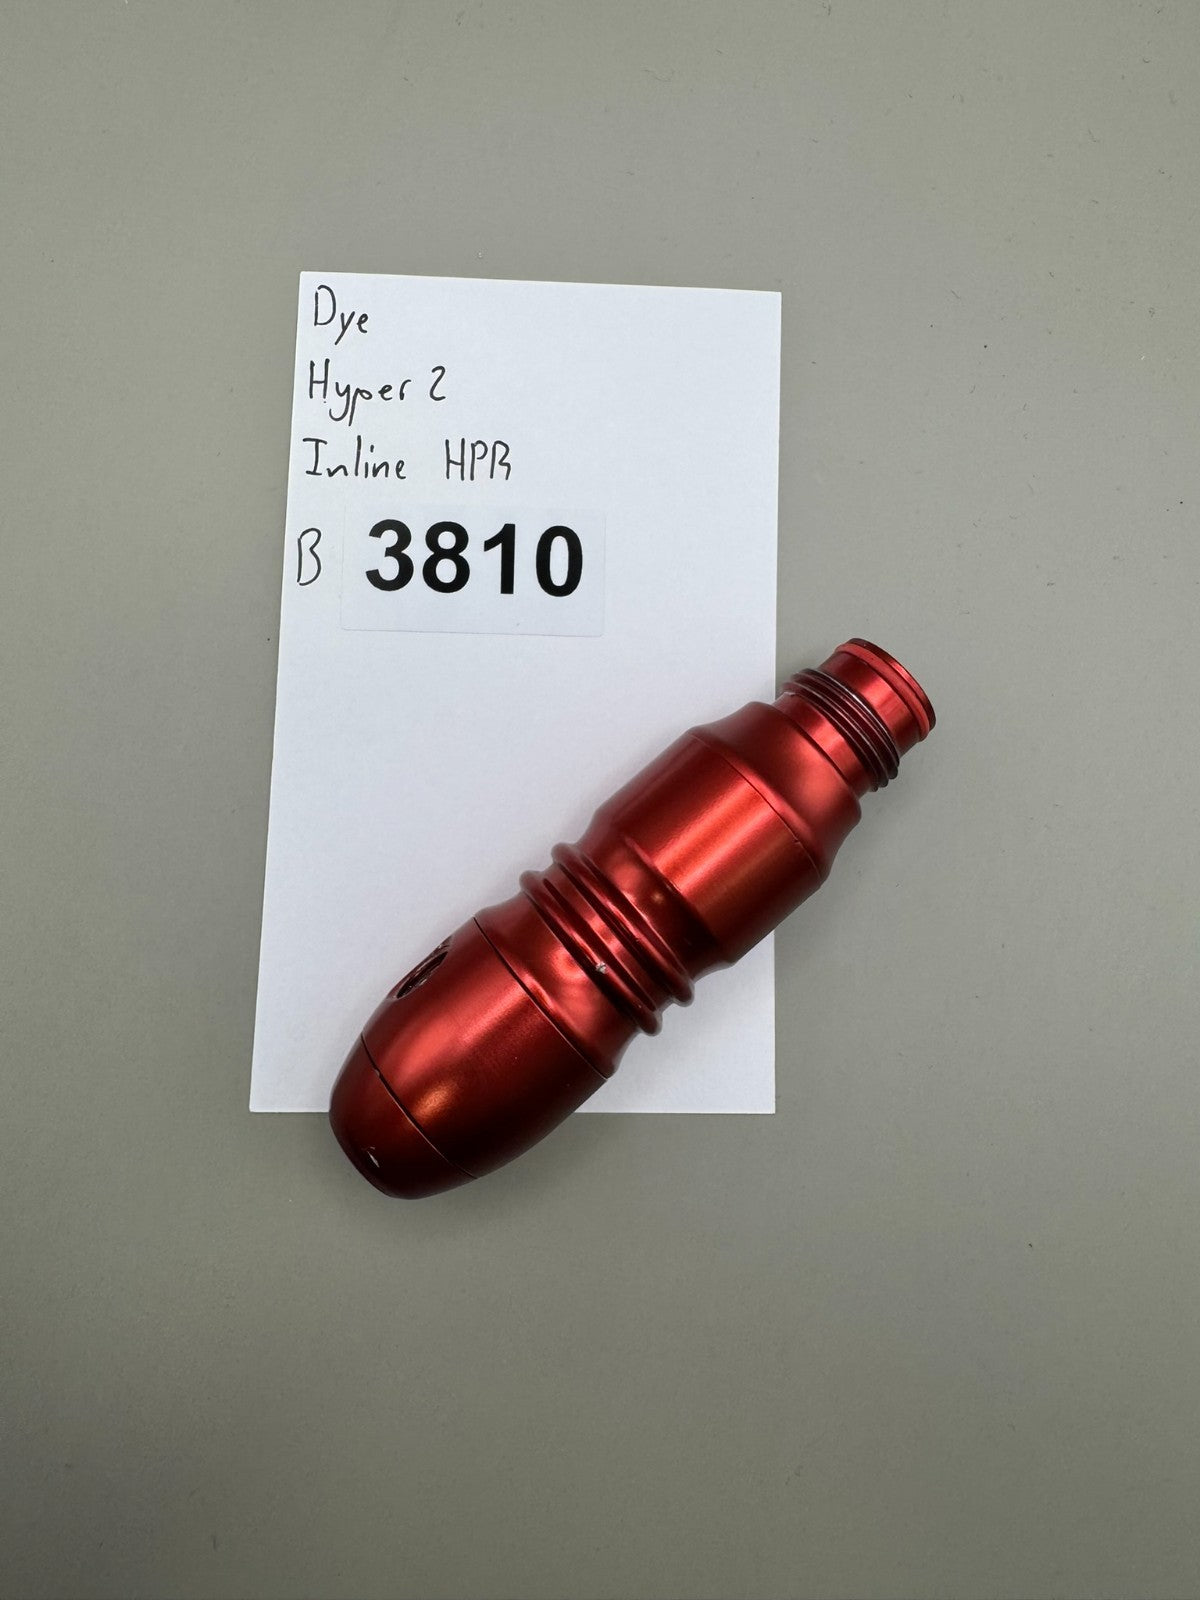 Dye
Hyper 2
Inline HPR
B 3810